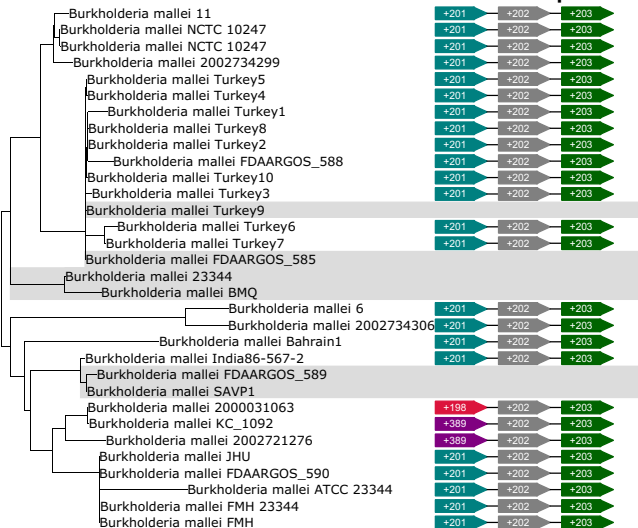 Burkholderia mallei 11 +201 +202 +203
Burkholderia mallei NCTC 10247 +201 +202 +203
Burkholderia mallei NCTC 10247 +201 +202 +203
Burkholderia mallei 2002734299 +201 +202 +203
Burkholderia mallei Turkey5 +201 +202 +203
Burkholderia mallei Turkey4 +201 +202 +203
Burkholderia mallei Turkey1 +201 +202 +203
Burkholderia mallei Turkey8 +201 +202 +203
Burkholderia mallei Turkey2 +201 +202 +203
Burkholderia mallei FDAARGOS_588 +201 +202 +203
Burkholderia mallei Turkey10 +201 +202 +203
Burkholderia mallei Turkey3 +201 +202 +203
Burkholderia mallei Turkey9
Burkholderia mallei Turkey6 +201 +202 +203
Burkholderia mallei Turkey7 +201 +202 +203
Burkholderia mallei FDAARGOS_585
Burkholderia mallei 23344
Burkholderia mallei BMQ
Burkholderia mallei 6 +201 +202 +203
Burkholderia mallei 2002734306 +201 +202 +203
Burkholderia mallei Bahrain1 +201 +202 +203
Burkholderia mallei India86-567-2 +201 +202 +203
Burkholderia mallei FDAARGOS_589
Burkholderia mallei SAVP1
Burkholderia mallei 2000031063 +198 +202 +203
Burkholderia mallei KC_1092 +389 +202 +203
Burkholderia mallei 2002721276 +389 +202 +203
Burkholderia mallei JHU +201 +202 +203
Burkholderia mallei FDAARGOS_590 +201 +202 +203
Burkholderia mallei ATCC 23344 +201 +202 +203
Burkholderia mallei FMH 23344 +201 +202 +203
Burkholderia mallei FMH +201 +202 +203